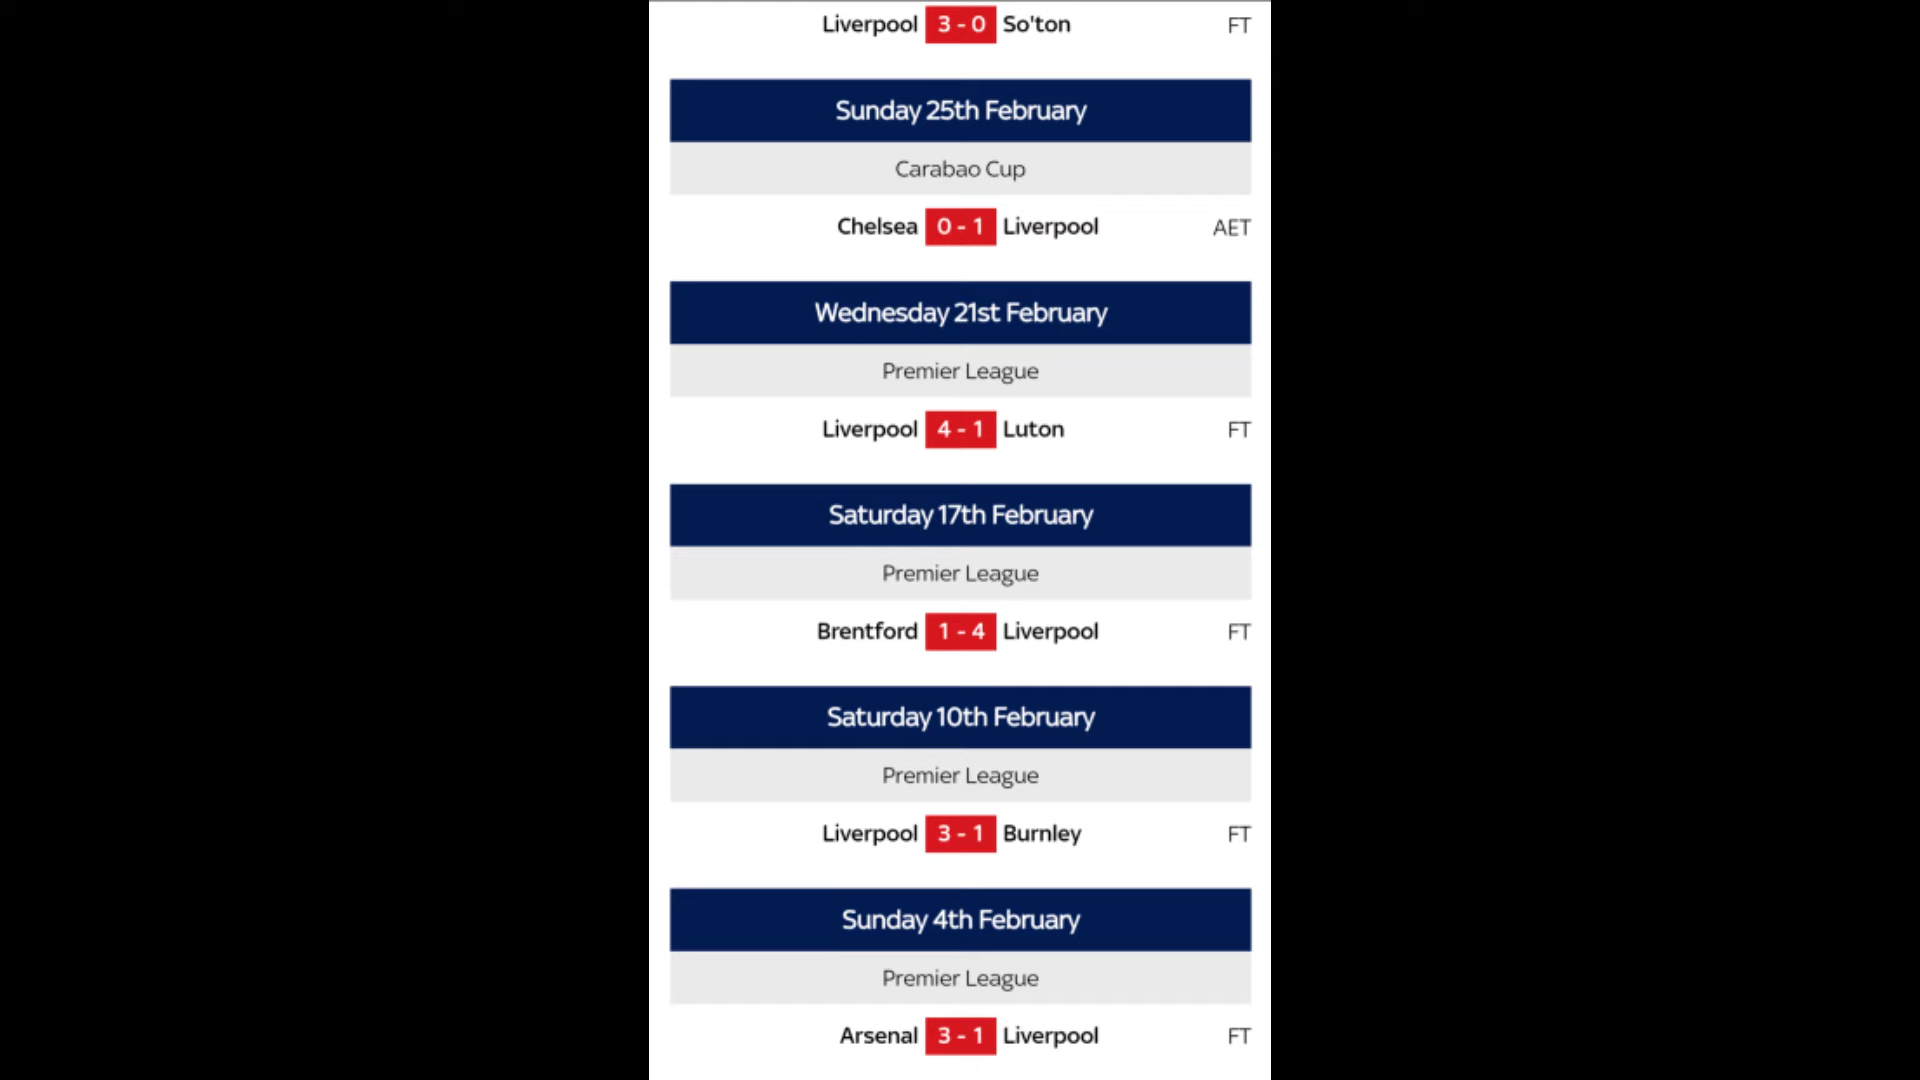 Liverpool 3 - 0 So'ton FT
Sunday 25th February
Carabao Cup
Chelsea 0 - 1 Liverpool AET
Wednesday 21st February
Premier League
Liverpool 4 - 1 Luton FT
Saturday 17th February
Premier League
Brentford 1 - 4 Liverpool FT
Saturday 10th February
Premier League
Liverpool 3 - 1 Burnley FT
Sunday 4th February
Premier League
Arsenal 3 - 1 Liverpool FT